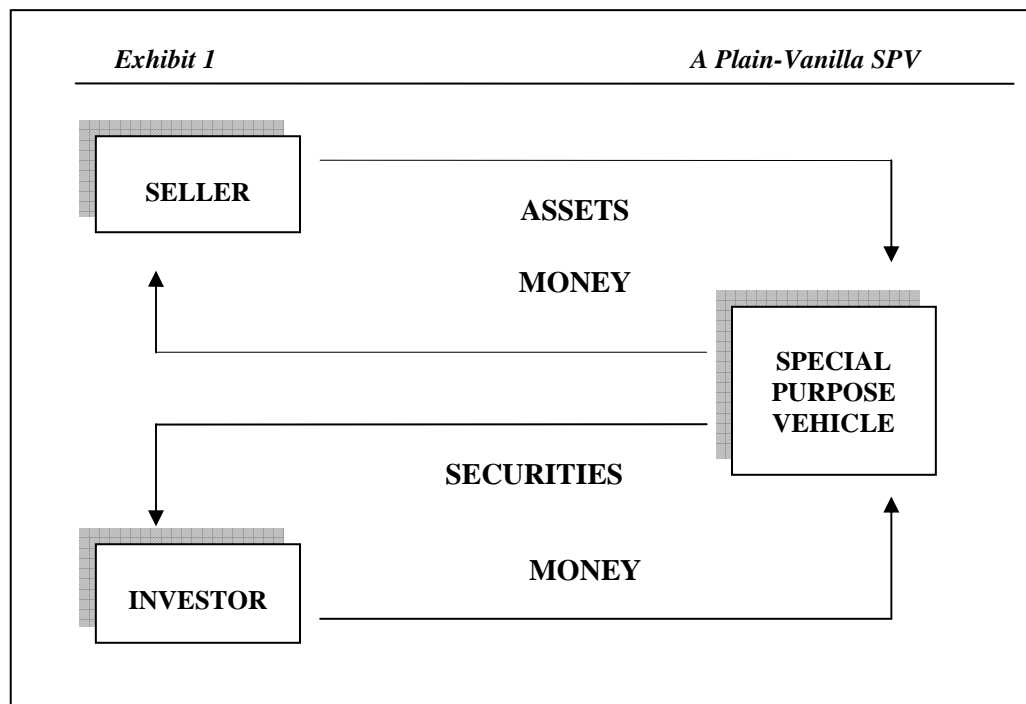 Exhibit 1 A Plain-Vanilla SPV
SELLER
ASSETS
MONEY
SPECIAL
PURPOSE
VEHICLE
SECURITIES
MONEY
INVESTOR